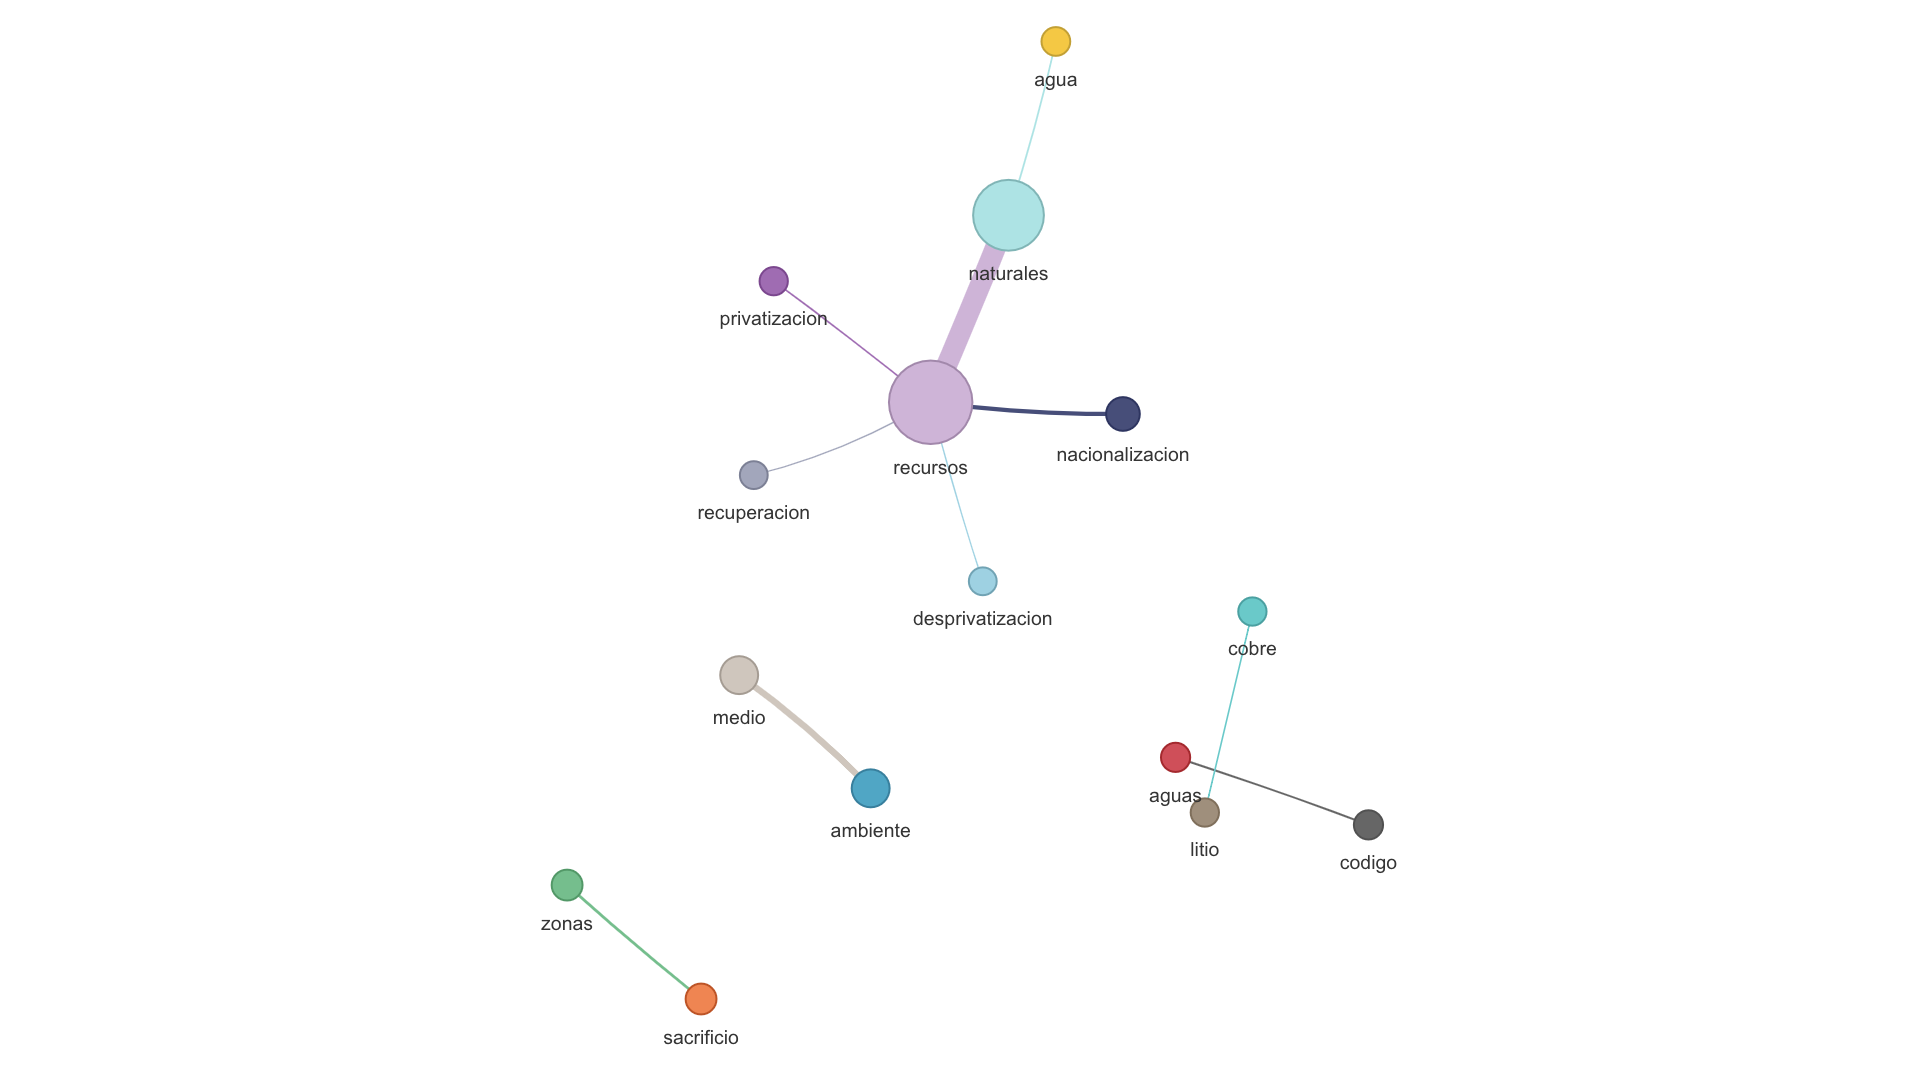 agua
naturales
privatizacion
nacionalizacion
recursos
recuperacion
desprivatizacion
cobre
medio
aguas
ambiente
litio
codigo
zonas
sacrificio